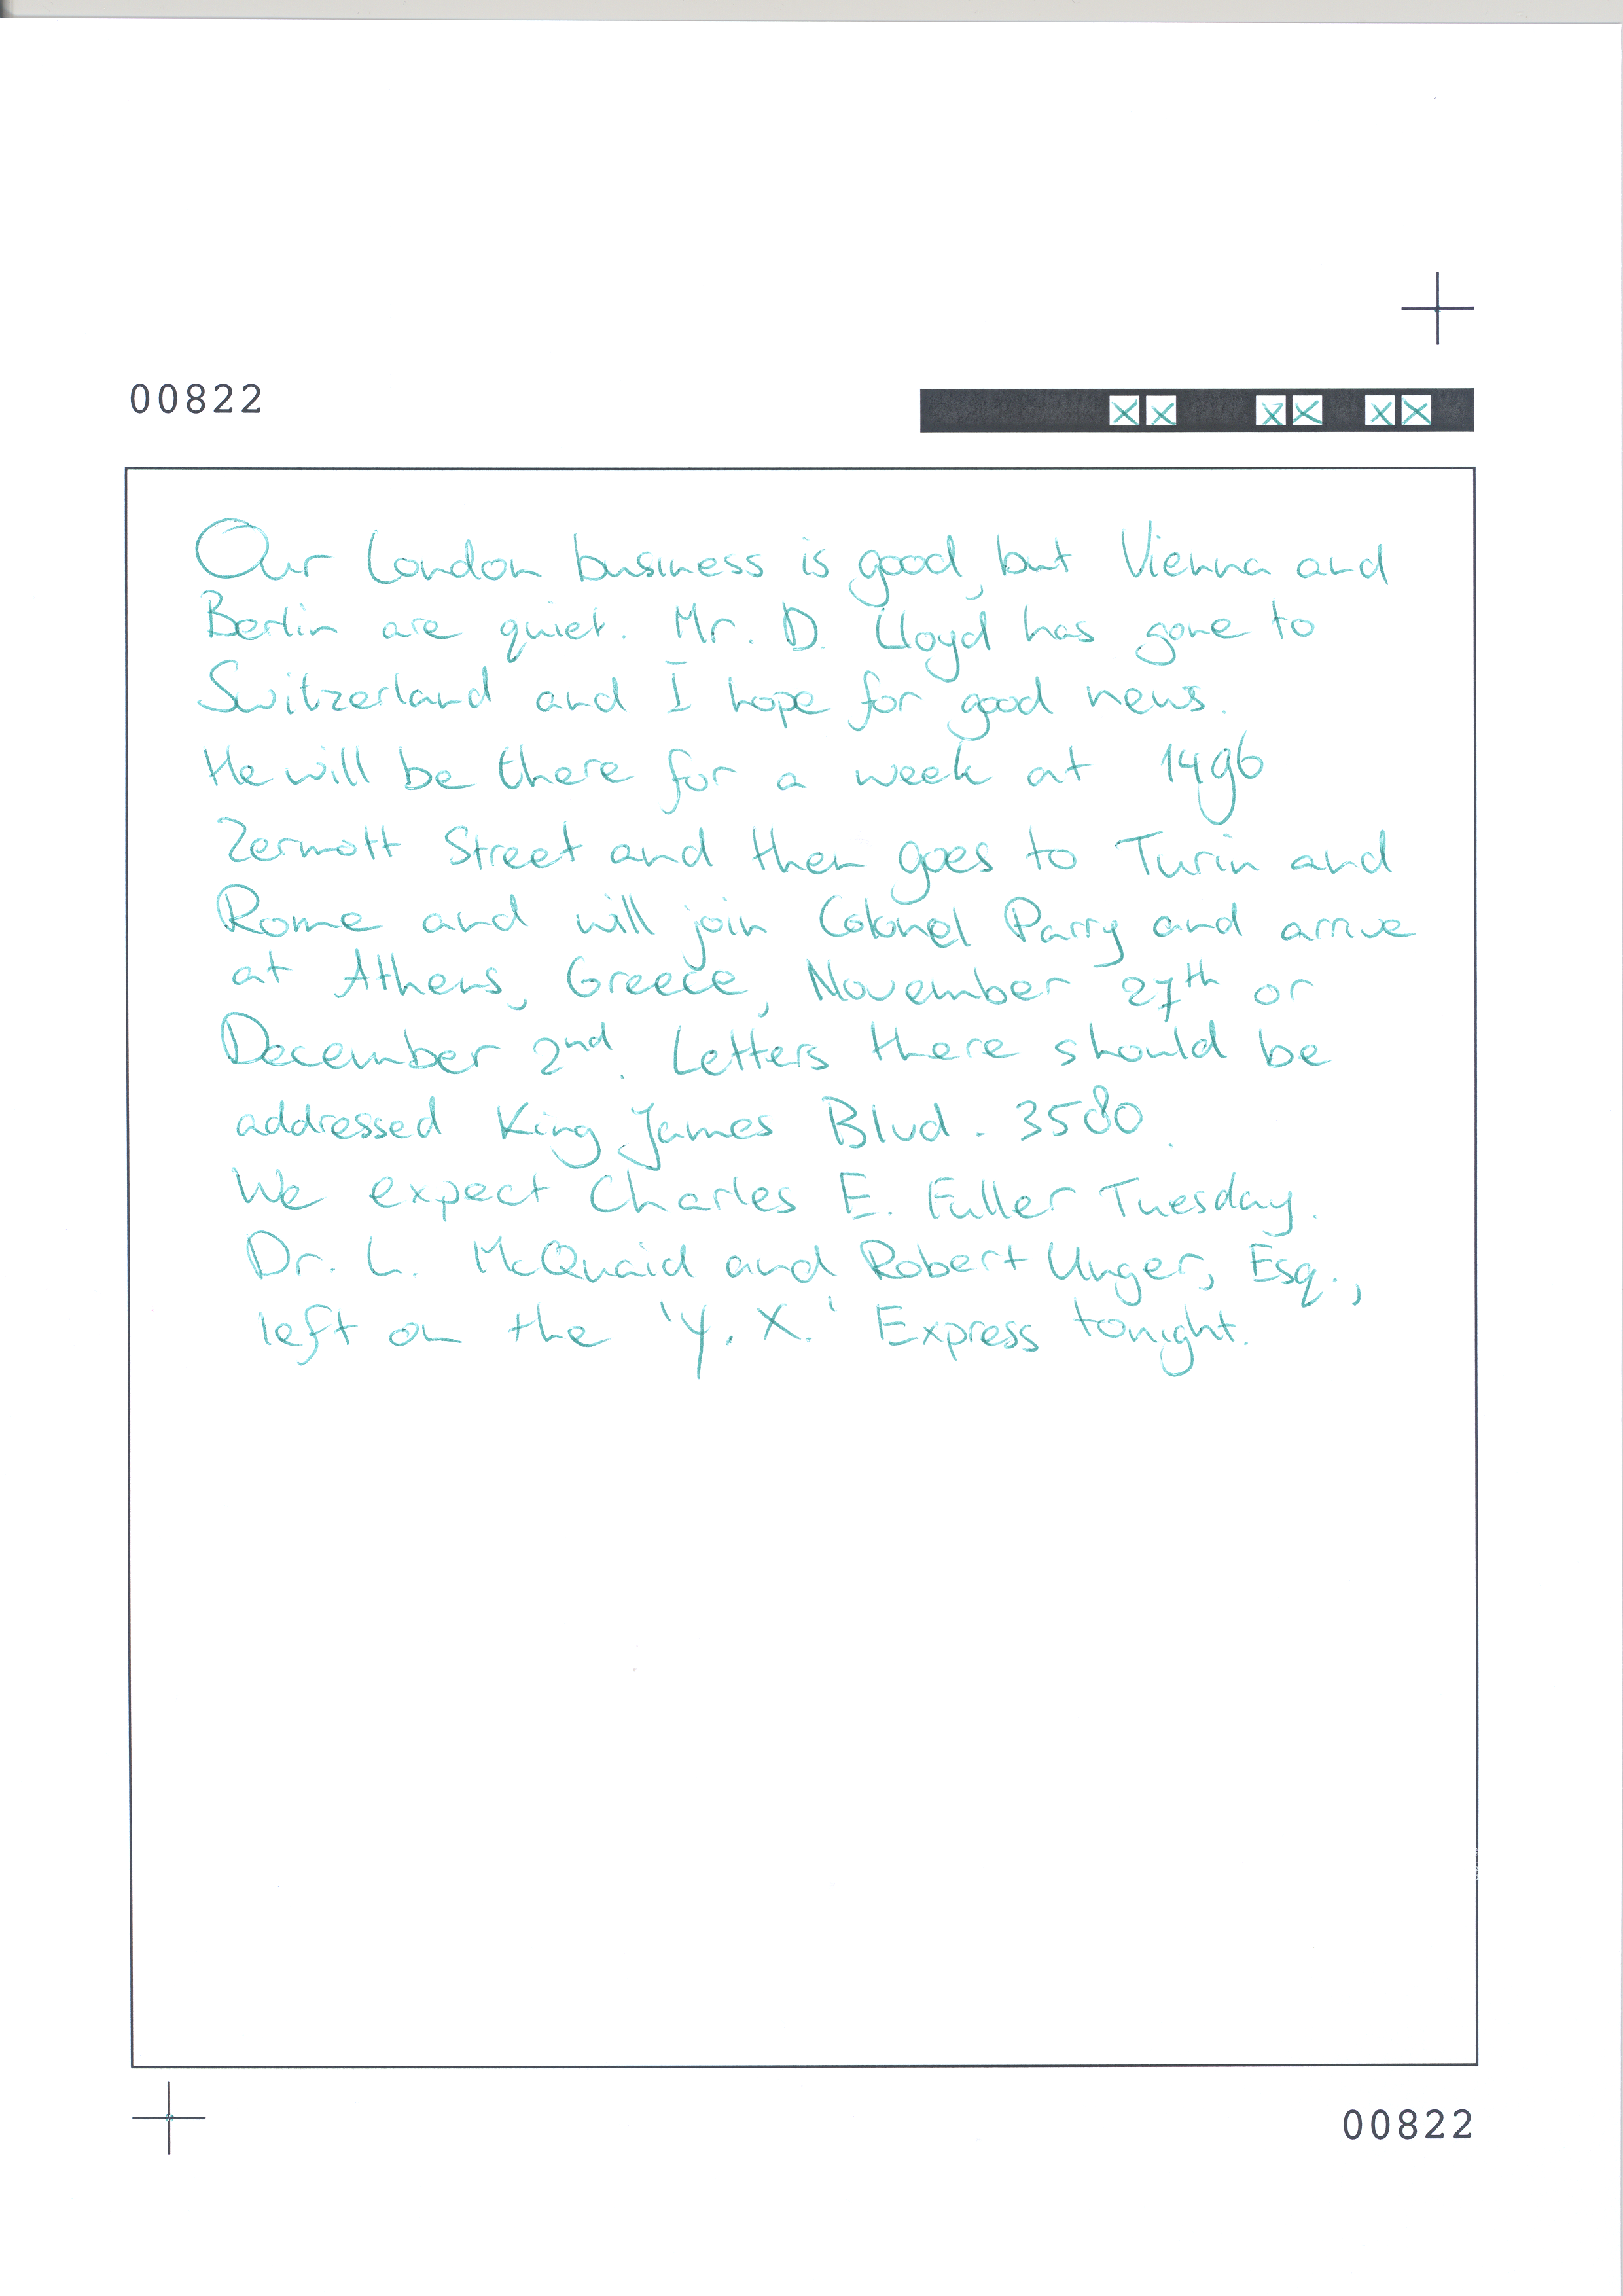 00822
Our London business is good, but Vienna and
Berlin are quiet. Mr. D. Lloyd has gone to
Switzerland and I hope for good news.
He will be there for a week at 1496
Zermott Street and then goes to Turin and
Rome and will join Colonel Parry and arrive
at Athens, Greece, November 27th or
December 2nd. Letters there should be
addressed King James Blvd. 3580.
We expect Charles E. Fuller Tuesday.
Dr. L. McQuaid and Robert Unger, Esq.,
left on the 'Y. X.' Express tonight.
00822